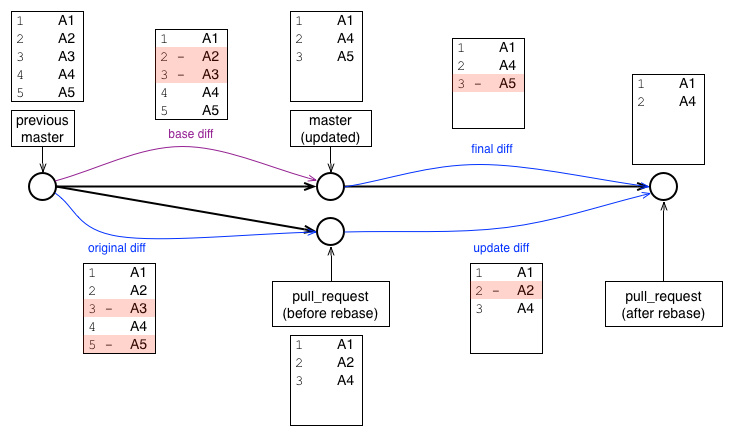 1 A1
2 A2
3 A3
4 A4
5 A5
previous
master
1 A1
2 - A2
3 - A3
4 A4
5 A5
base diff
1 A1
2 A4
3 A5
master
(updated)
1 A1
2 A4
3 - A5
final diff
1 A1
2 A4
original diff
1 A1
2 A2
3 - A3
4 A4
5 - A5
pull_request
(before rebase)
1 A1
2 A2
3 A4
update diff
1 A1
2 - A2
3 A4
pull_request
(after rebase)